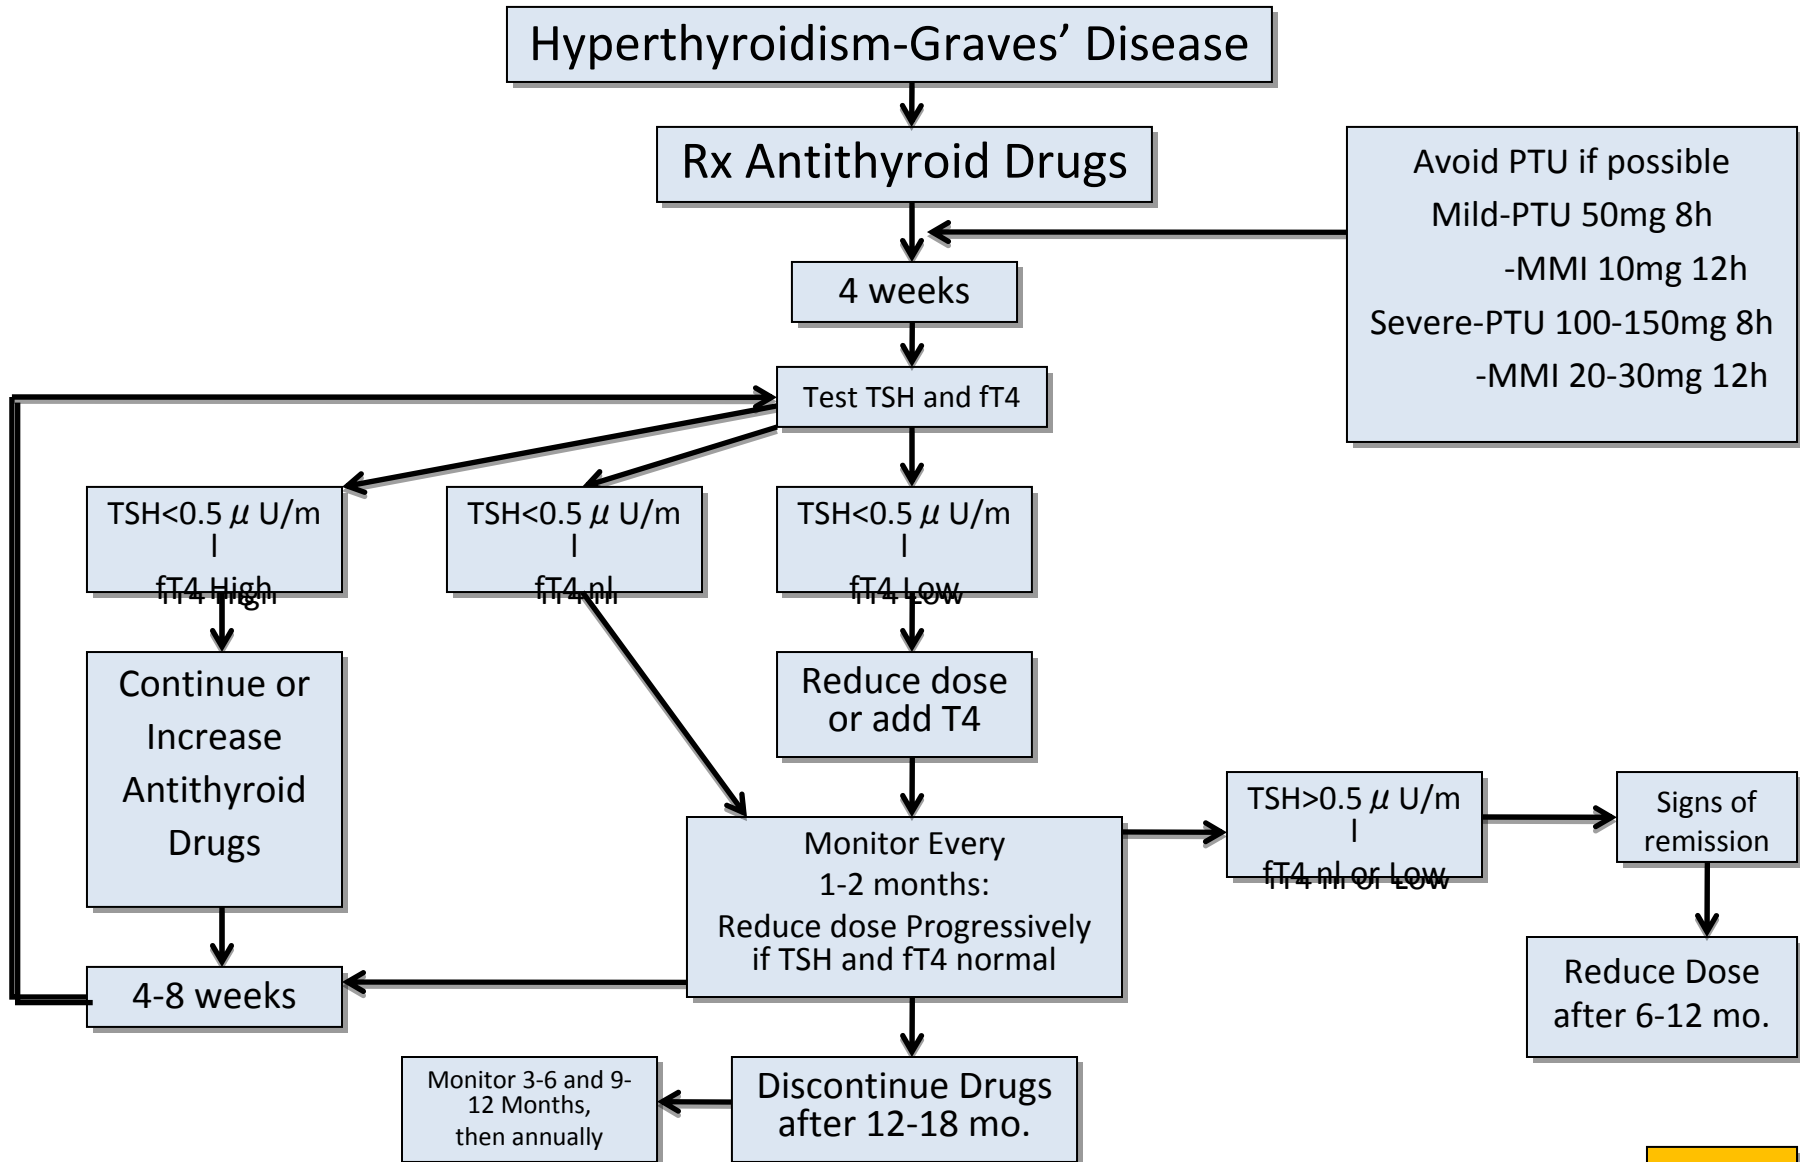 Hyperthyroidism-Graves’ Disease
Rx Antithyroid Drugs
Avoid PTU if possible
Mild-PTU 50mg 8h
-MMI 10mg 12h
Severe-PTU 100-150mg 8h
-MMI 20-30mg 12h
4 weeks
Test TSH and fT4
TSH<0.5 μ U/m
l
fT4 High
TSH<0.5 μ U/m
l
fT4 nl
TSH<0.5 μ U/m
l
fT4 Low
Continue or
Increase
Antithyroid
Drugs
Reduce dose
or add T4
Monitor Every
1-2 months:
Reduce dose Progressively
if TSH and fT4 normal
TSH>0.5 μ U/m
l
fT4 nl or Low
Signs of
remission
Reduce Dose
after 6-12 mo.
4-8 weeks
Discontinue Drugs
after 12-18 mo.
Monitor 3-6 and 9-
12 Months,
then annually